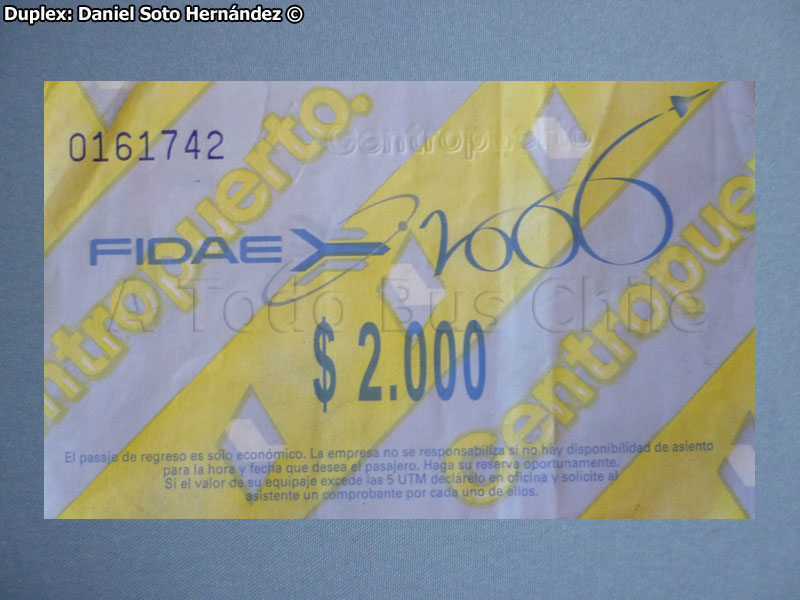 Duplex: Daniel Soto Hernández ©
0161742
Centropuerto.
Centropuerto
FIDAE 2006
A Todo Bus Chile
$ 2.000
Centropuerto.
El pasaje de regreso es solo económico. La empresa no se responsabiliza si no hay disponibilidad de asiento
para la hora y fecha que desea el pasajero. Haga su reserva oportunamente.
Si el valor de su equipaje excede las 5 UTM declárelo en oficina y solicite al
asistente un comprobante por cada uno de ellos.